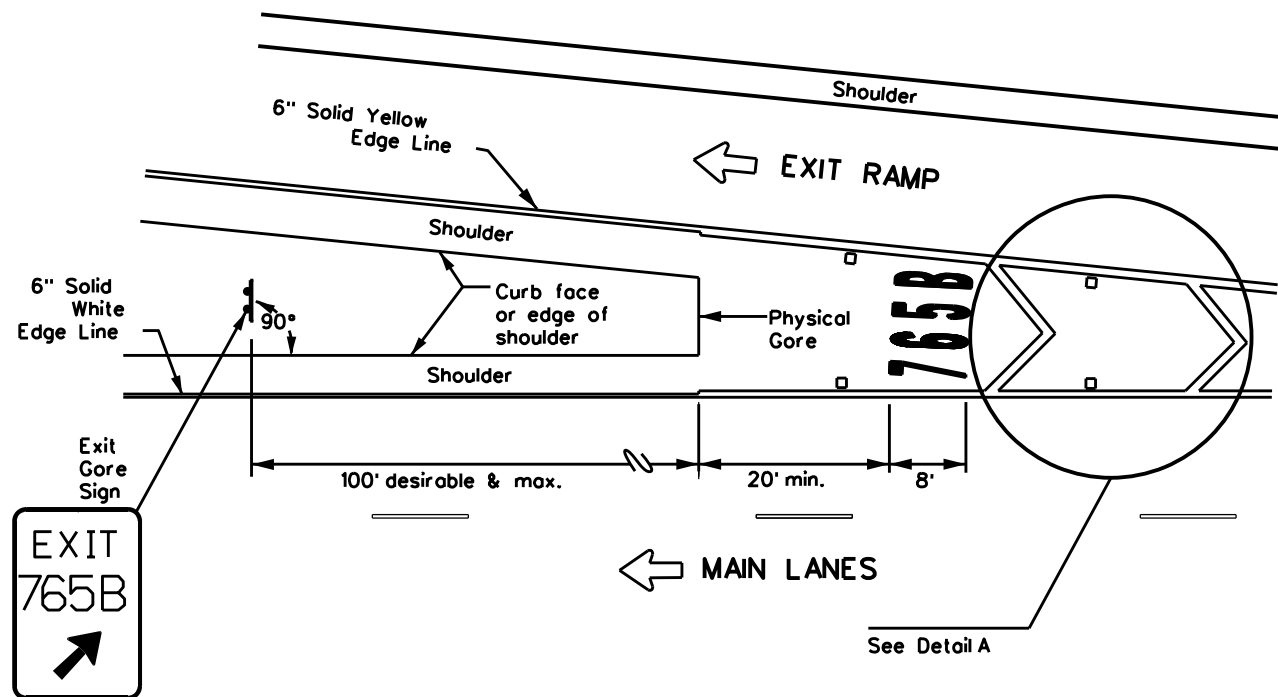 Shoulder
6" Solid Yellow
Edge Line
EXIT RAMP
Shoulder
765B
6" Solid
White
Edge Line
90°
Curb face
or edge of
shoulder
Physical
Gore
Shoulder
Exit
Gore
Sign
100' desirable & max.
20' min.
8'
EXIT
765B
MAIN LANES
See Detail A